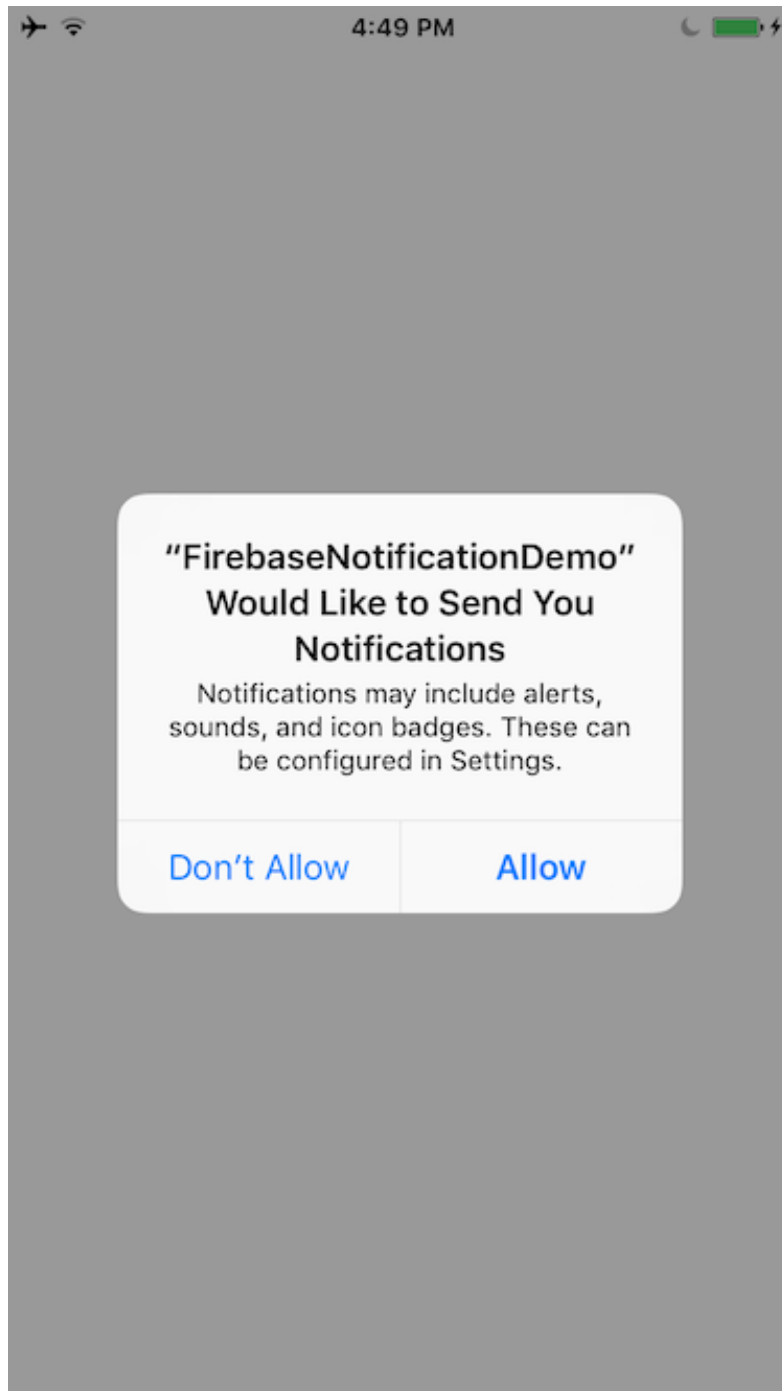 4:49 PM
“FirebaseNotificationDemo”
Would Like to Send You
Notifications
Notifications may include alerts,
sounds, and icon badges. These can
be configured in Settings.
Don’t Allow
Allow